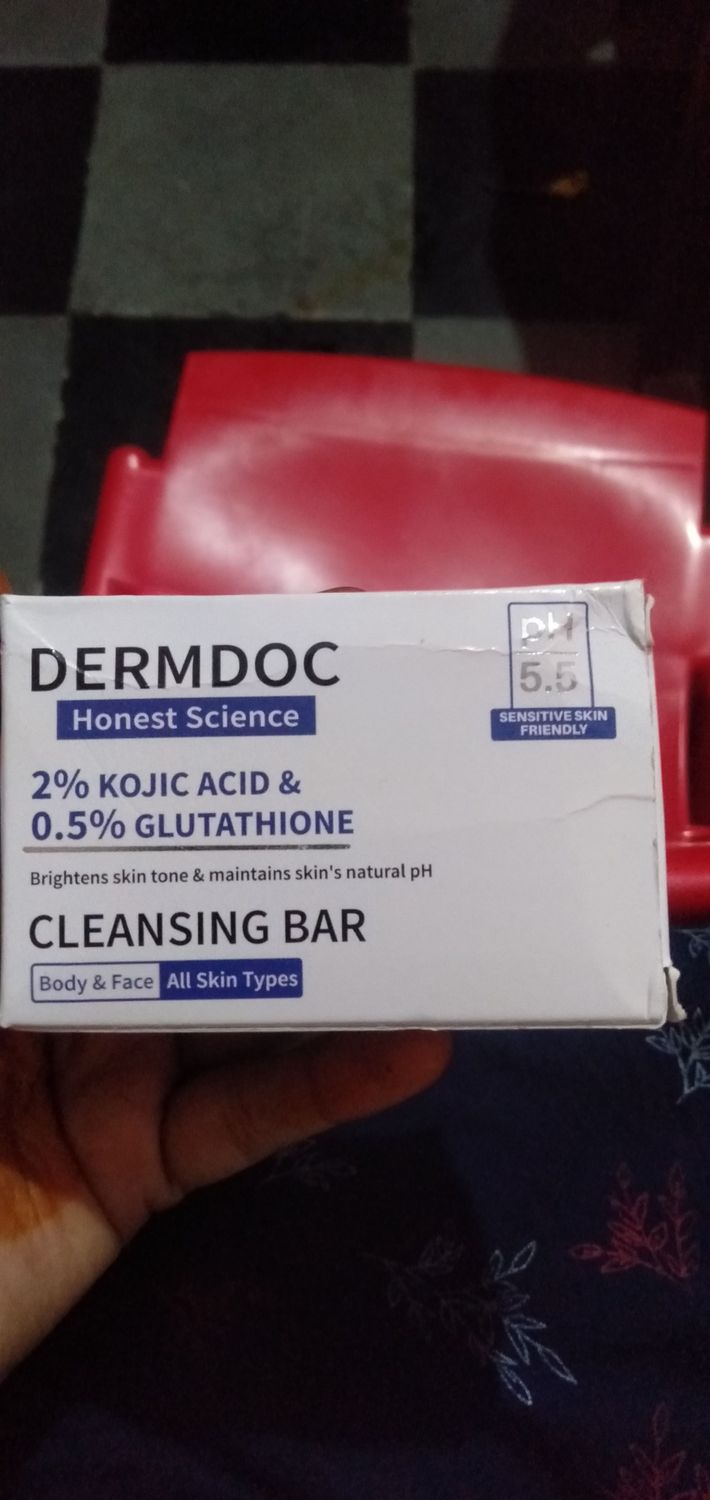 DERMDOC
Honest Science
pH
5.5
SENSITIVE SKIN
FRIENDLY
2% KOJIC ACID &
0.5% GLUTATHIONE
Brightens skin tone & maintains skin's natural pH
CLEANSING BAR
Body & Face All Skin Types